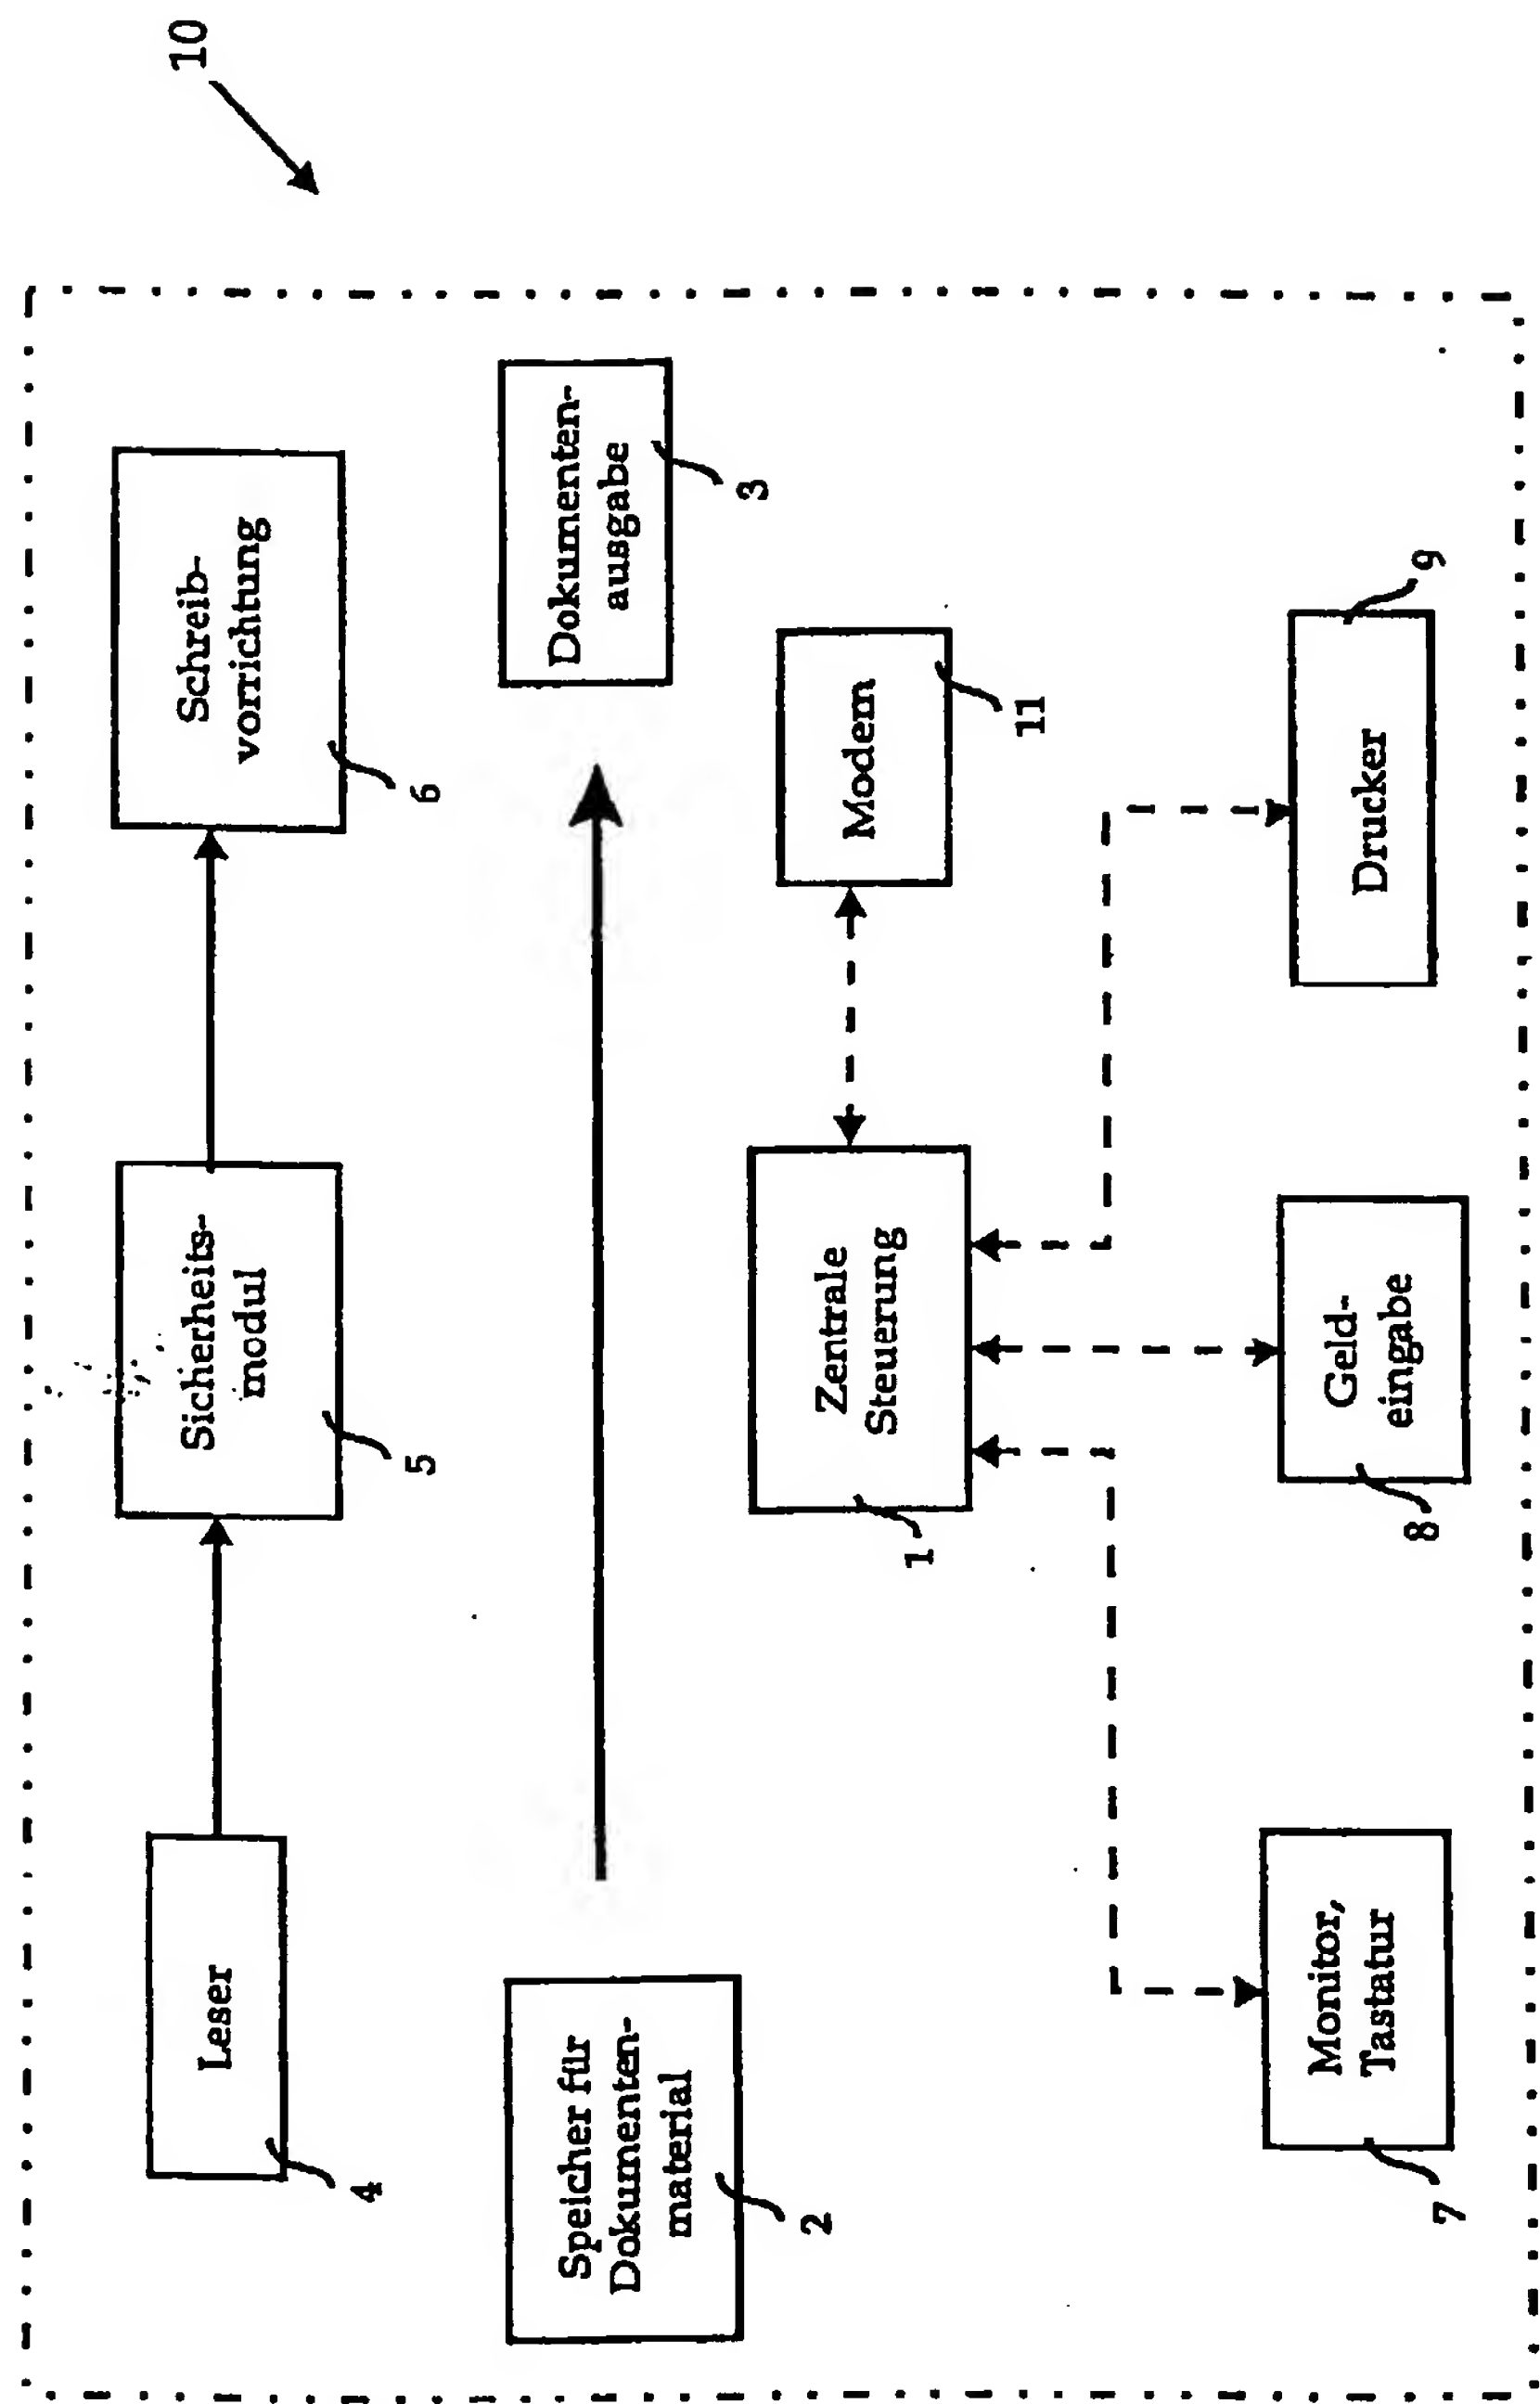 10
Leser
4
Sicherheits-
modul
5
Schreib-
vorrichtung
6
Speicher für
Dokumenten-
material
2
Dokumenten-
ausgabe
3
Zentrale
Steuerung
1
Modem
11
Monitor,
Tastatur
7
Geld-
eingabe
8
Drucker
9